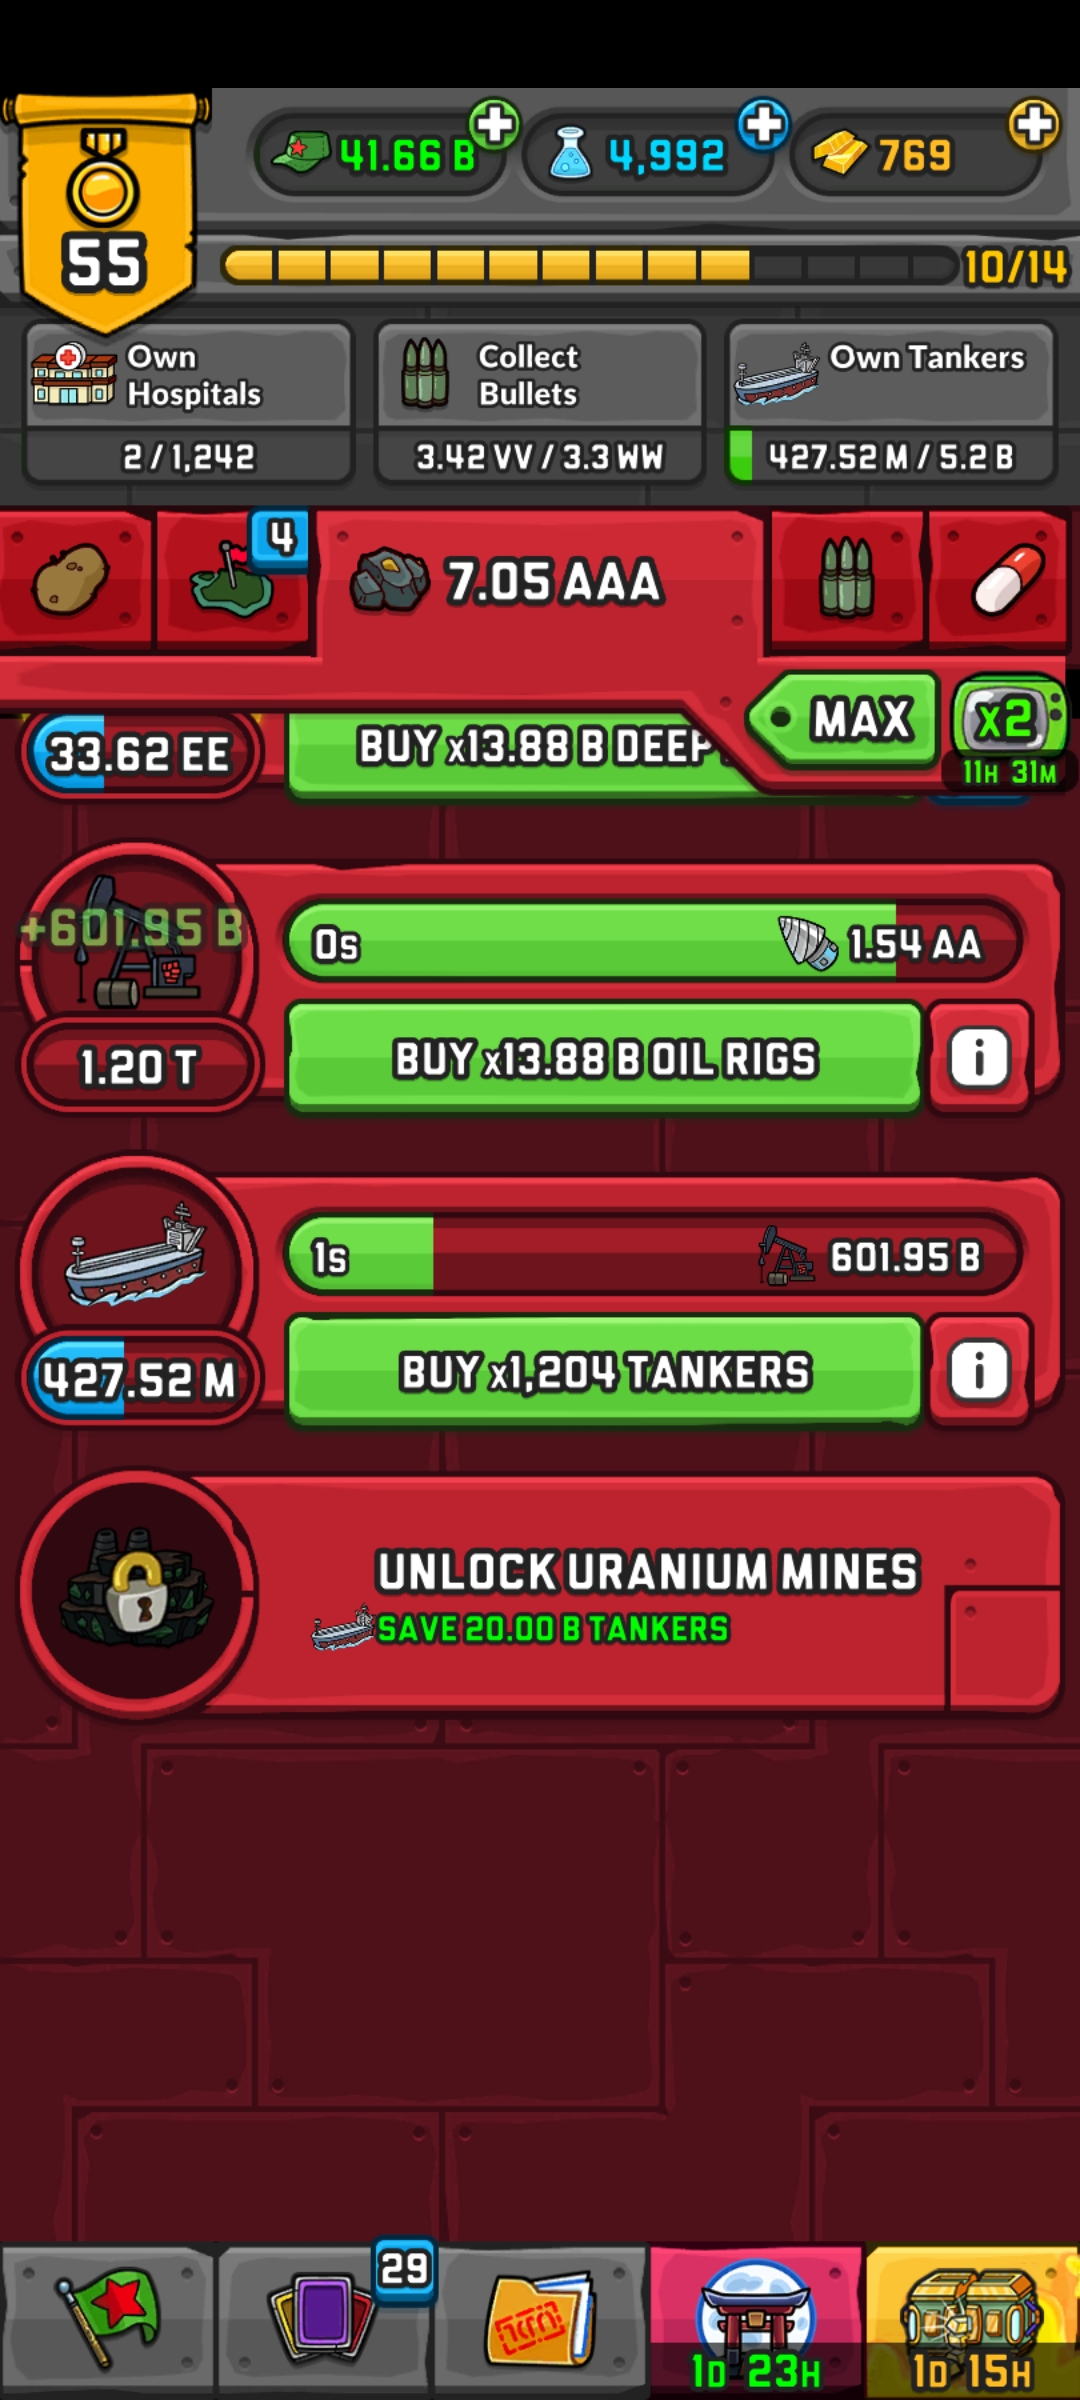 41.66 B
4,992
769
55
10/14
Own Hospitals
2 / 1,242
Collect Bullets
3.42 VV / 3.3 WW
Own Tankers
427.52 M / 5.2 B
4
7.05 AAA
MAX
x2
11H 31M
33.62 EE
BUY x13.88 B DEEP
+601.95 B
0s
1.54 AA
1.20 T
BUY x13.88 B OIL RIGS
i
1s
601.95 B
427.52 M
BUY x1,204 TANKERS
i
UNLOCK URANIUM MINES
SAVE 20.00 B TANKERS
29
1D 23H
1D 15H